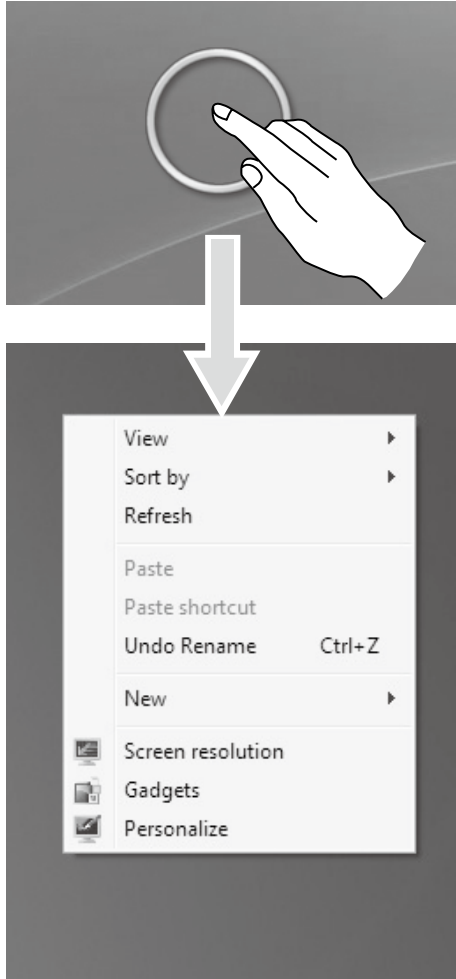 View
Sort by
Refresh
Paste
Paste shortcut
Undo Rename Ctrl+Z
New
Screen resolution
Gadgets
Personalize